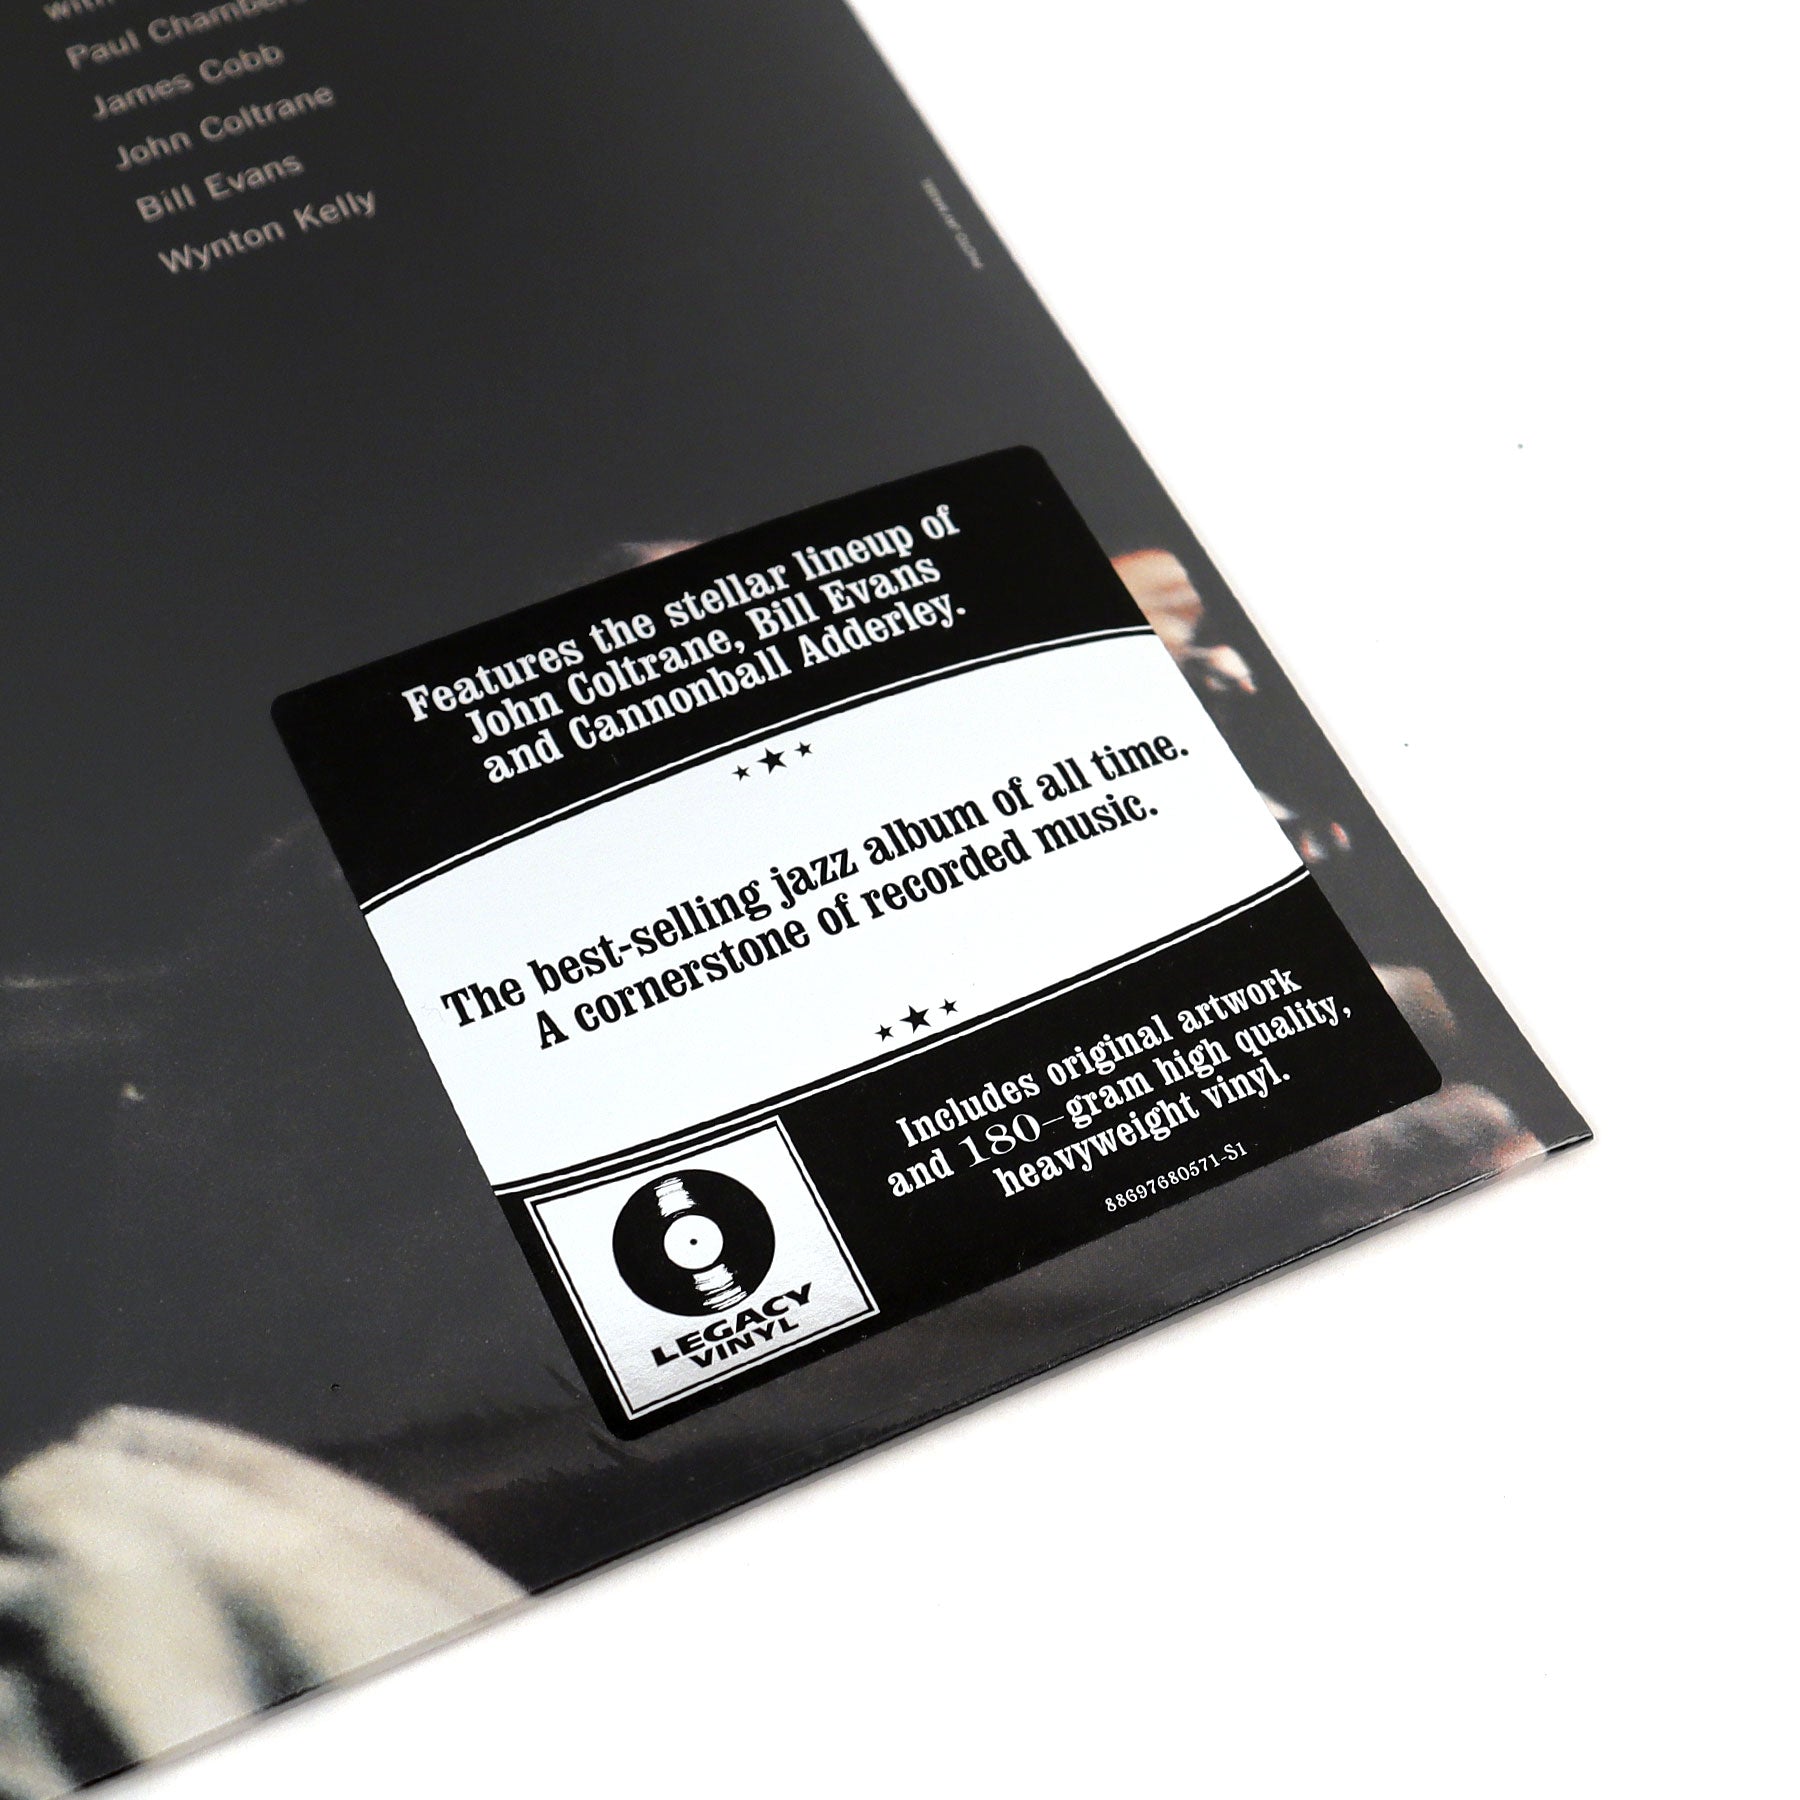 with
Paul Chambers
James Cobb
John Coltrane
Bill Evans
Wynton Kelly
Features the stellar lineup of
John Coltrane, Bill Evans
and Cannonball Adderley.
The best-selling jazz album of all time.
A cornerstone of recorded music.
Includes original artwork
and 180-gram high quality,
heavyweight vinyl.
88697680571-S1
LEGACY
VINYL